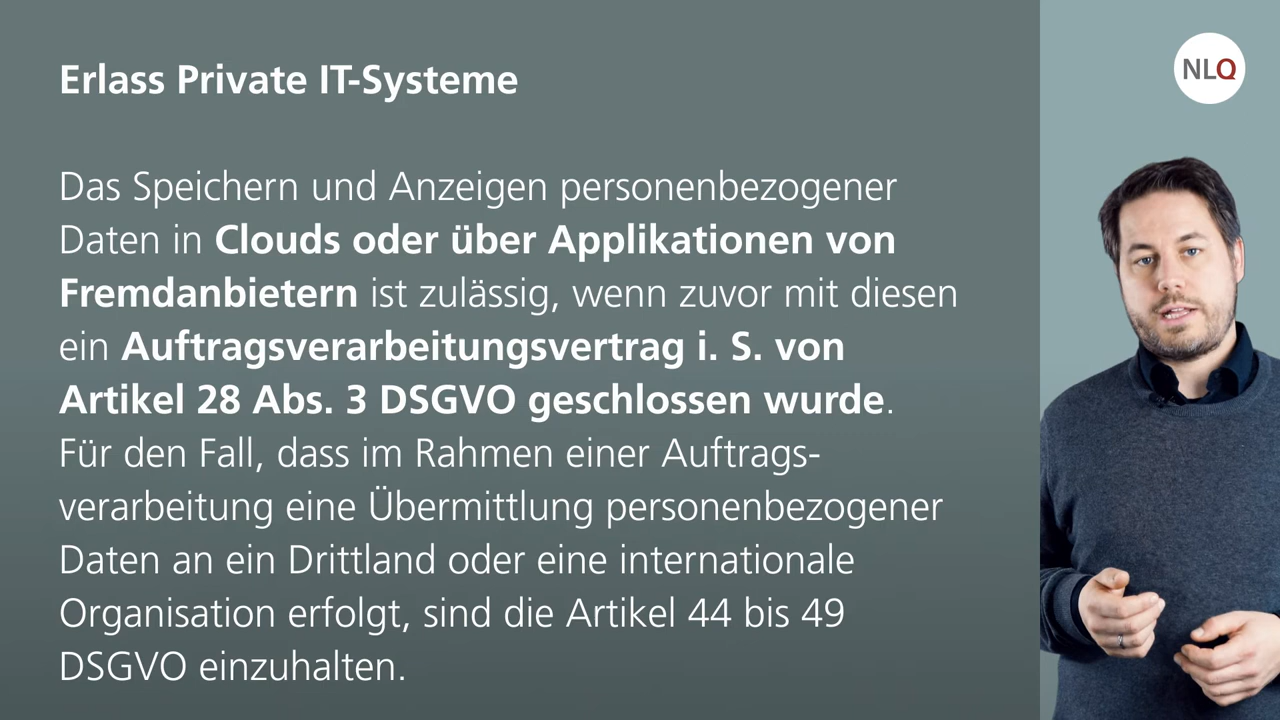 Erlass Private IT-Systeme
NLQ
Das Speichern und Anzeigen personenbezogener
Daten in Clouds oder über Applikationen von
Fremdanbietern ist zulässig, wenn zuvor mit diesen
ein Auftragsverarbeitungsvertrag i. S. von
Artikel 28 Abs. 3 DSGVO geschlossen wurde.
Für den Fall, dass im Rahmen einer Auftrags-
verarbeitung eine Übermittlung personenbezogener
Daten an ein Drittland oder eine internationale
Organisation erfolgt, sind die Artikel 44 bis 49
DSGVO einzuhalten.